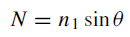 N = n₁ sin θ